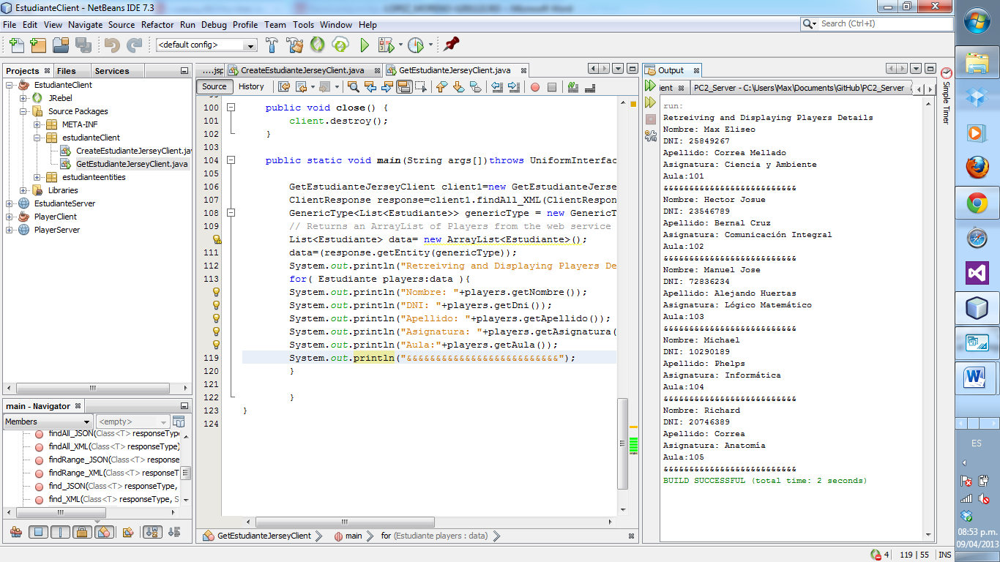 EstudianteClient - NetBeans IDE 7.3
File Edit View Navigate Source Refactor Run Debug Profile Team Tools Window Help
Search (Ctrl+I)
<default config>
Projects Files Services
EstudianteClient
JRebel
Source Packages
META-INF
estudianteClient
CreateEstudianteJerseyClient.ja
GetEstudianteJerseyClient.java
estudianteentities
Libraries
EstudianteServer
PlayerClient
PlayerServer
main - Navigator
Members <empty>
findAll_JSON(Class<T> responseType
findAll_XML(Class<T> responseType)
findRange_JSON(Class<T> response
findRange_XML(Class<T> responseT
find_JSON(Class<T> responseType,
find_XML(Class<T> responseType, S
....jsp CreateEstudianteJerseyClient.java GetEstudianteJerseyClient.java
Source History
100 public void close() {
101 client.destroy();
102 }
103
104 public static void main(String args[])throws UniformInterfac
105
106 GetEstudianteJerseyClient client1=new GetEstudianteJerse
107 ClientResponse response=client1.findAll_XML(ClientRespon
108 GenericType<List<Estudiante>> genericType = new GenericT
109 // Returns an ArrayList of Players from the web service
List<Estudiante> data= new ArrayList<Estudiante>();
111 data=(response.getEntity(genericType));
112 System.out.println("Retreiving and Displaying Players De
113 for( Estudiante players:data ){
System.out.println("Nombre: "+players.getNombre());
System.out.println("DNI: "+players.getDni());
System.out.println("Apellido: "+players.getApellido());
System.out.println("Asignatura: "+players.getAsignatura(
System.out.println("Aula:"+players.getAula());
119 System.out.println("&&&&&&&&&&&&&&&&&&&&&&&&&&");
120 }
121
122 }
123 }
124
GetEstudianteJerseyClient main for (Estudiante players : data)
Output
ient PC2_Server - C:\Users\Max\Documents\GitHub\PC2_Server
run:
Retreiving and Displaying Players Details
Nombre: Max Eliseo
DNI: 25849267
Apellido: Correa Mellado
Asignatura: Ciencia y Ambiente
Aula:101
&&&&&&&&&&&&&&&&&&&&&&&&&&
Nombre: Hector Josue
DNI: 23546789
Apellido: Bernal Cruz
Asignatura: Comunicación Integral
Aula:102
&&&&&&&&&&&&&&&&&&&&&&&&&&
Nombre: Manuel Jose
DNI: 72836234
Apellido: Alejando Huertas
Asignatura: Lógico Matemático
Aula:103
&&&&&&&&&&&&&&&&&&&&&&&&&&
Nombre: Michael
DNI: 10290189
Apellido: Phelps
Asignatura: Informática
Aula:104
&&&&&&&&&&&&&&&&&&&&&&&&&&
Nombre: Richard
DNI: 20746389
Apellido: Correa
Asignatura: Anatomía
Aula:105
&&&&&&&&&&&&&&&&&&&&&&&&&&
BUILD SUCCESSFUL (total time: 2 seconds)
Simple Timer
4 119 | 55 INS
ES
08:53 p.m.
09/04/2013